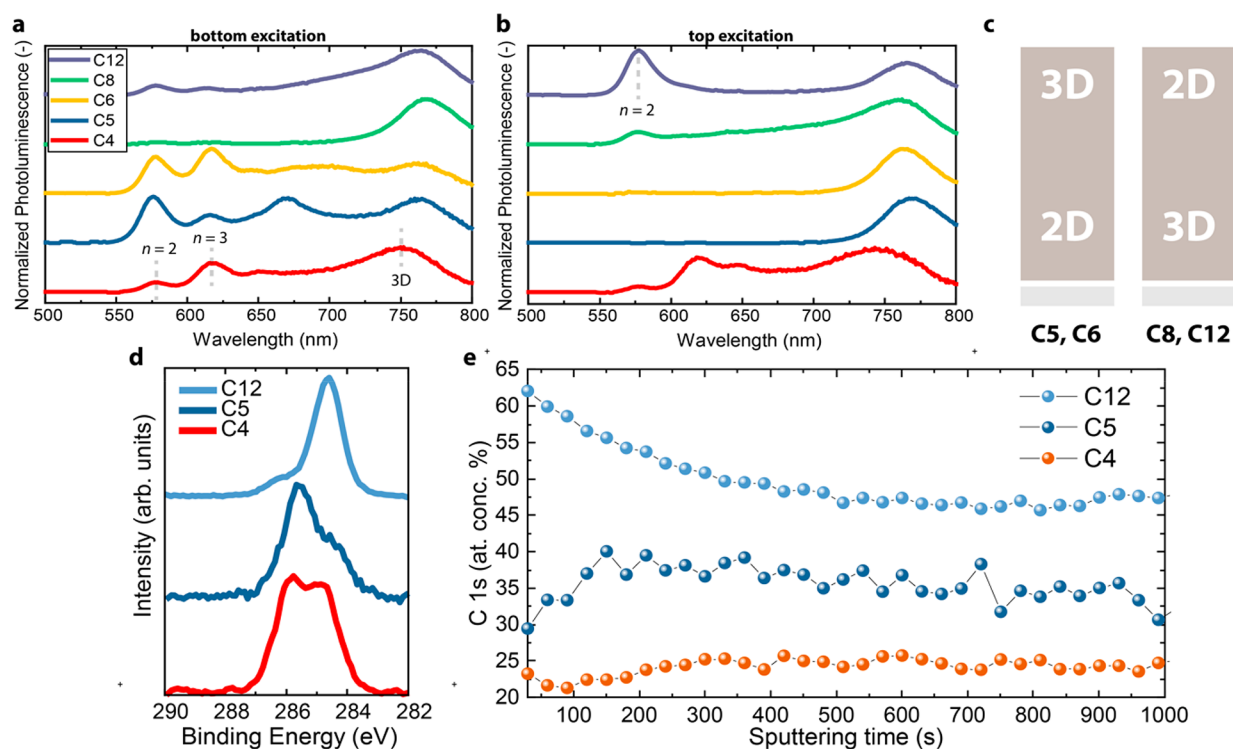 a
bottom excitation
Normalized Photoluminescence (-)
C12
C8
C6
C5
C4
n = 2
n = 3
3D
500 550 600 650 700 750 800
Wavelength (nm)
b
top excitation
Normalized Photoluminescence (-)
n = 2
500 550 600 650 700 750 800
Wavelength (nm)
c
3D 2D
2D 3D
C5, C6 C8, C12
d
C12
C5
C4
Intensity (arb. units)
290 288 286 284 282
Binding Energy (eV)
e
C 1s (at. conc. %)
65
60
55
50
45
40
35
30
25
20
C12
C5
C4
100 200 300 400 500 600 700 800 900 1000
Sputtering time (s)